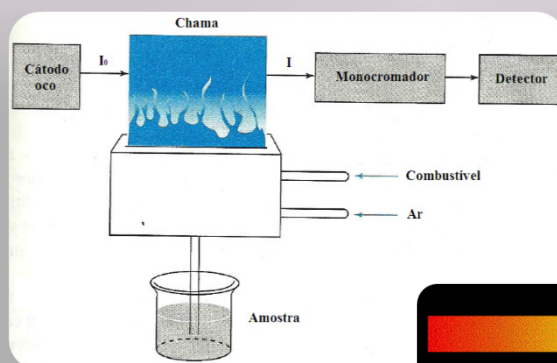 Chama
Cátodo
oco
I₀
I
Monocromador
Detector
Combustível
Ar
Amostra